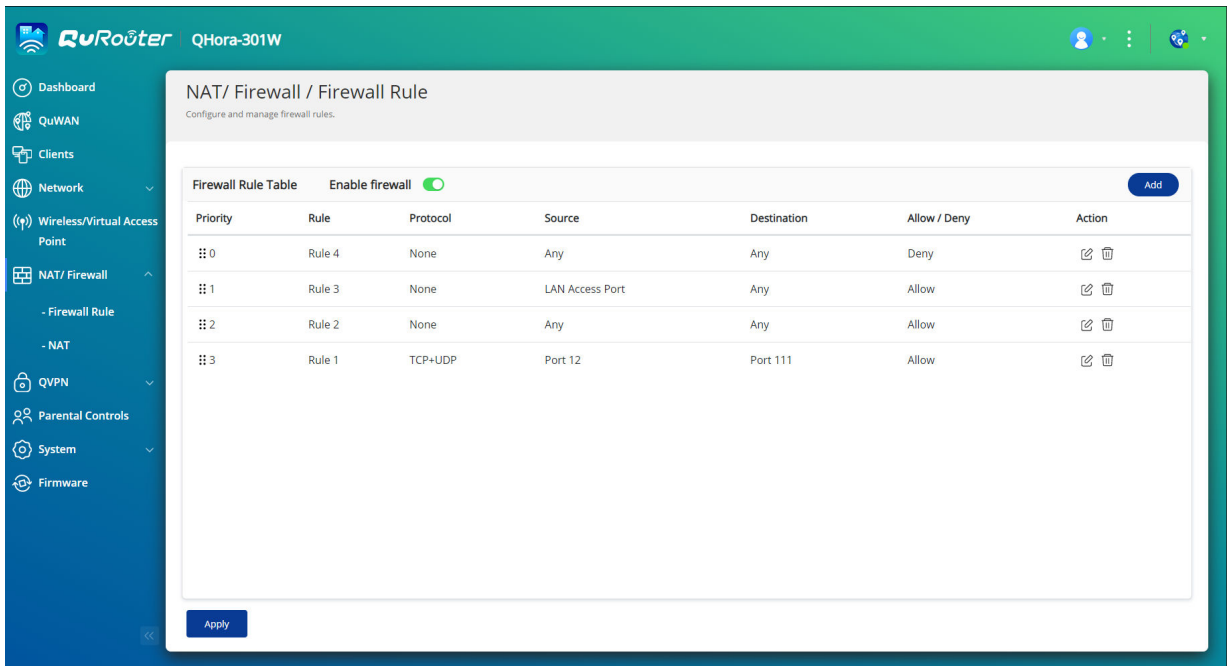 QuRouter QHora-301W
Dashboard
QuWAN
Clients
Network
Wireless/Virtual Access
Point
NAT/ Firewall
- Firewall Rule
- NAT
QVPN
Parental Controls
System
Firmware
NAT/ Firewall / Firewall Rule
Configure and manage firewall rules.
Firewall Rule Table Enable firewall Add
Priority Rule Protocol Source Destination Allow / Deny Action
0 Rule 4 None Any Any Deny
1 Rule 3 None LAN Access Port Any Allow
2 Rule 2 None Any Any Allow
3 Rule 1 TCP+UDP Port 12 Port 111 Allow
Apply